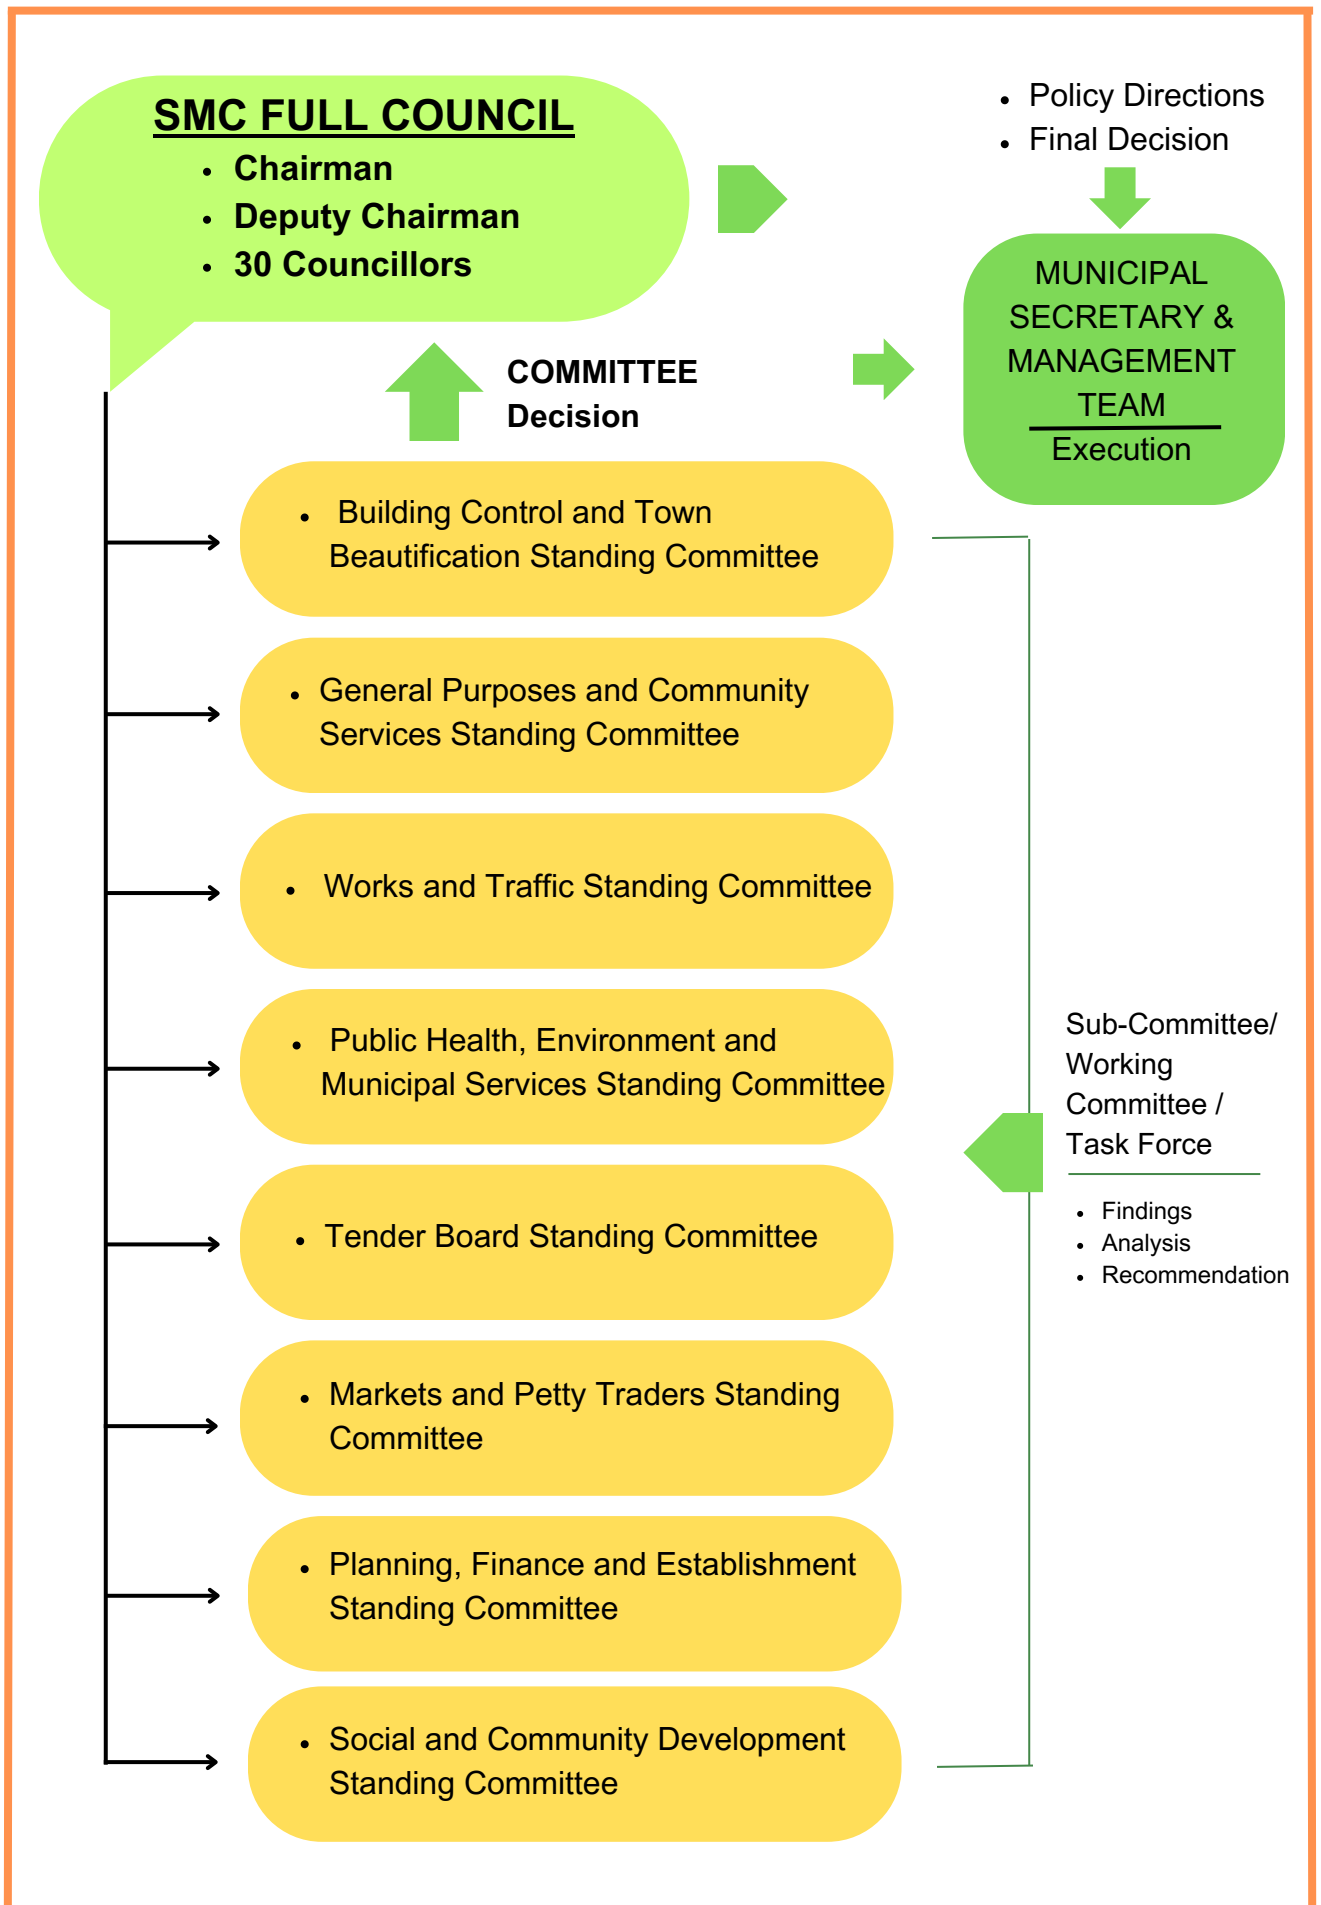 SMC FULL COUNCIL
• Chairman
• Deputy Chairman
• 30 Councillors
• Policy Directions
• Final Decision
MUNICIPAL
SECRETARY &
MANAGEMENT
TEAM
Execution
COMMITTEE
Decision
• Building Control and Town
Beautification Standing Committee
• General Purposes and Community
Services Standing Committee
• Works and Traffic Standing Committee
• Public Health, Environment and
Municipal Services Standing Committee
• Tender Board Standing Committee
• Markets and Petty Traders Standing
Committee
• Planning, Finance and Establishment
Standing Committee
• Social and Community Development
Standing Committee
Sub-Committee/
Working
Committee /
Task Force
• Findings
• Analysis
• Recommendation